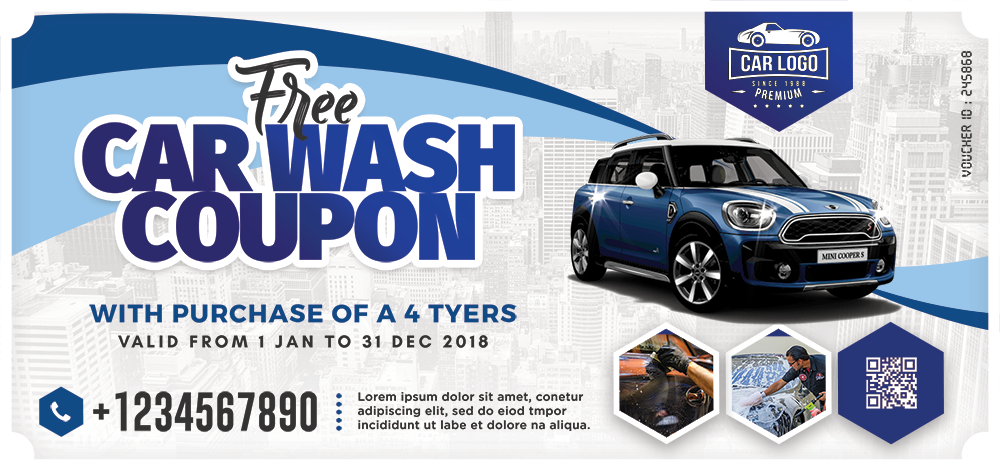 Free
CAR WASH
COUPON
WITH PURCHASE OF A 4 TYERS
VALID FROM 1 JAN TO 31 DEC 2018
+1234567890
Lorem ipsum dolor sit amet, conetur
adipiscing elit, sed do eiod tmpor
incididunt ut labe et dolore na aliqua.
CAR LOGO
SINCE 1988
PREMIUM
VOUCHER ID : 245868
MINI COOPER S